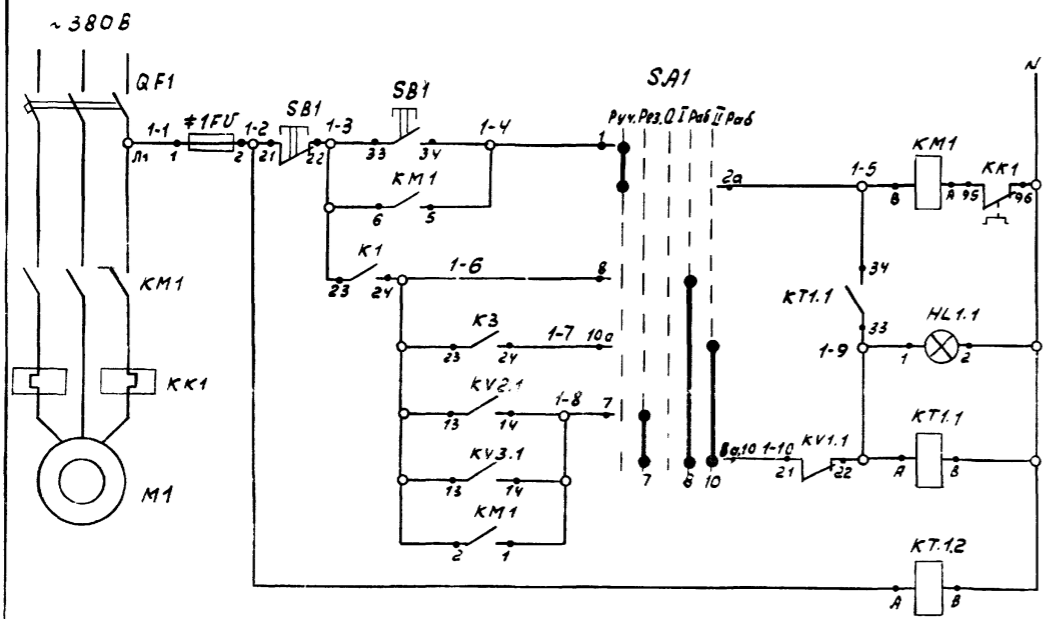 ~380В
QF1
SB1
SB1
SA1
N
Руч. Рез. 0 I Раб II Раб
1-1
*1FU
1-2
1-3
1-4
1
Л1
1
2
21
22
33
34
KM1
6
5
2а
1-5
KM1
KK1
В
А
95
96
K1
23
24
1-6
8
34
KM1
KT1.1
33
HL1.1
K3
1-7
10а
23
24
1-9
1
2
KK1
KV2.1
1-8
7
13
14
KV1.1
KT1.1
8а,10
1-10
21
22
А
В
KV3.1
13
14
7
8
10
M1
KM1
2
1
KT.1.2
А
В